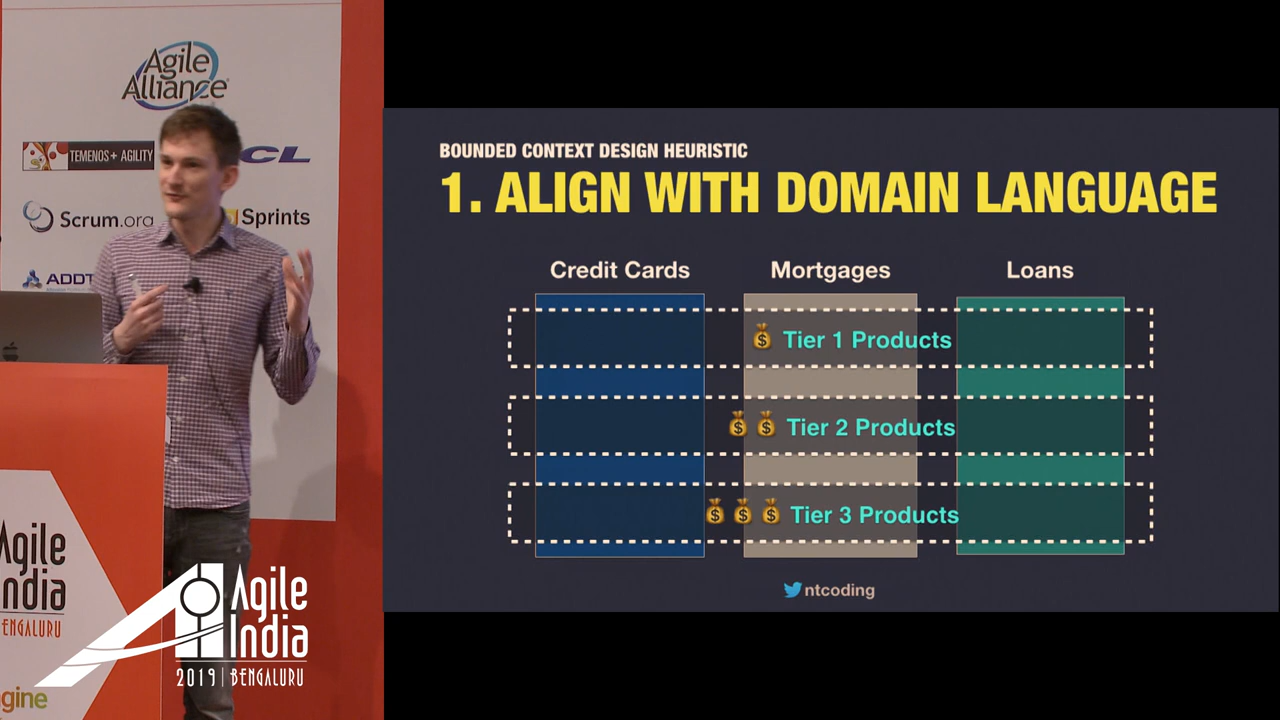 Agile
Alliance
TEMENOS + AGILITY
CL
Scrum.org
Sprints
ADDT
Agile
India
BENGALURU
gine
Agile
India
2019 | BENGALURU
BOUNDED CONTEXT DESIGN HEURISTIC
1. ALIGN WITH DOMAIN LANGUAGE
Credit Cards
Mortgages
Loans
Tier 1 Products
Tier 2 Products
Tier 3 Products
ntcoding